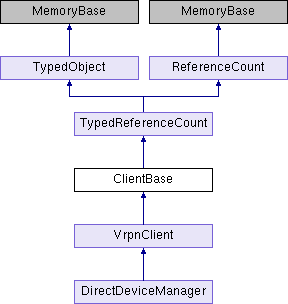 MemoryBase MemoryBase
TypedObject ReferenceCount
TypedReferenceCount
ClientBase
VrpnClient
DirectDeviceManager